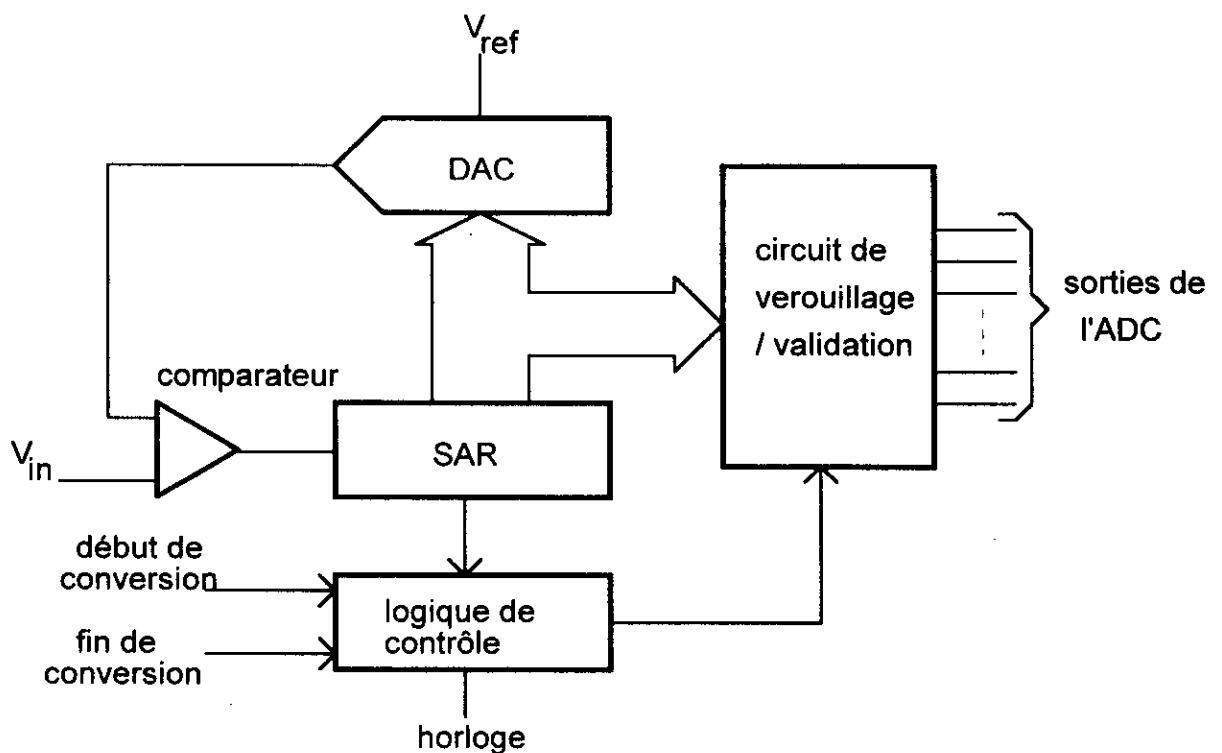 Vref
DAC
circuit de
verouillage
/ validation
sorties de
l'ADC
comparateur
SAR
Vin
début de
conversion
fin de
conversion
logique de
contrôle
horloge